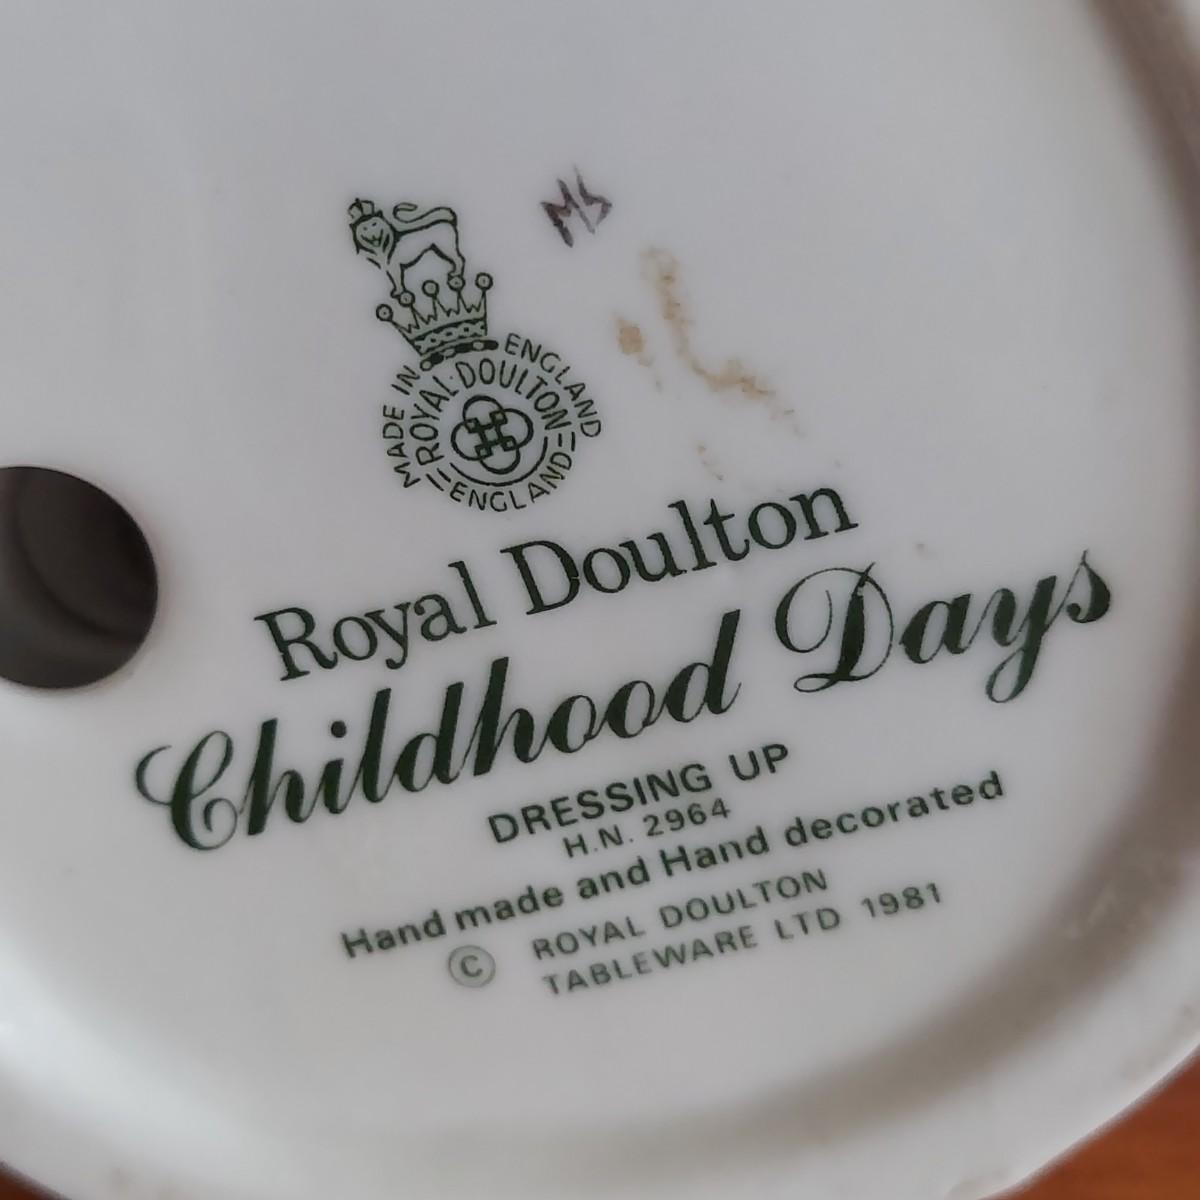 MS
MADE IN ENGLAND
ROYAL·DOULTON
ENGLAND
Royal Doulton
Childhood Days
DRESSING UP
H.N. 2964
Hand made and Hand decorated
© ROYAL DOULTON
TABLEWARE LTD 1981